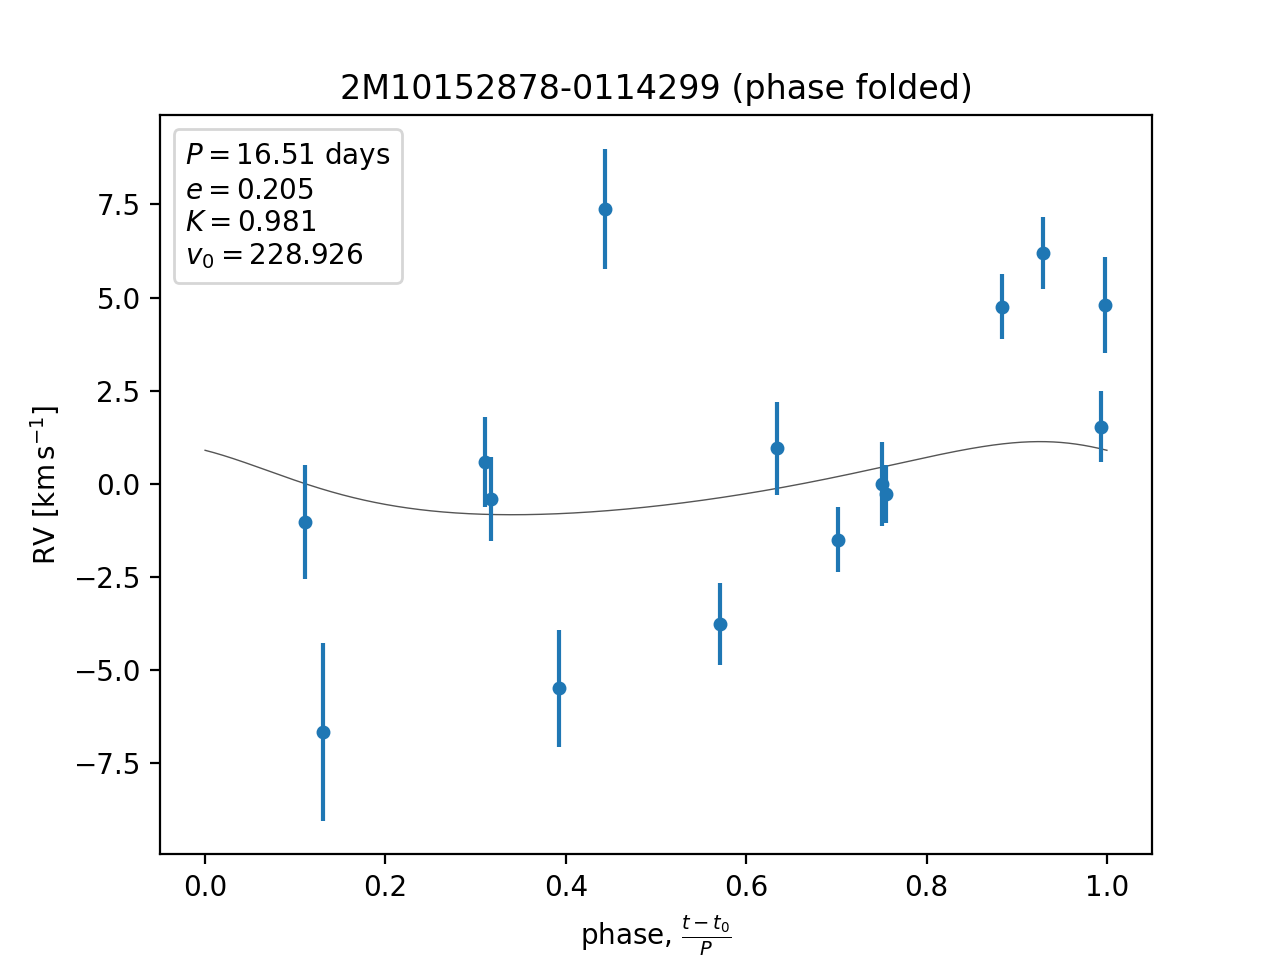 2M10152878-0114299 (phase folded)
P = 16.51 days
e = 0.205
K = 0.981
v₀ = 228.926
7.5
5.0
2.5
0.0
−2.5
−5.0
−7.5
RV [km s⁻¹]
0.0 0.2 0.4 0.6 0.8 1.0
phase, (t − t₀)/P